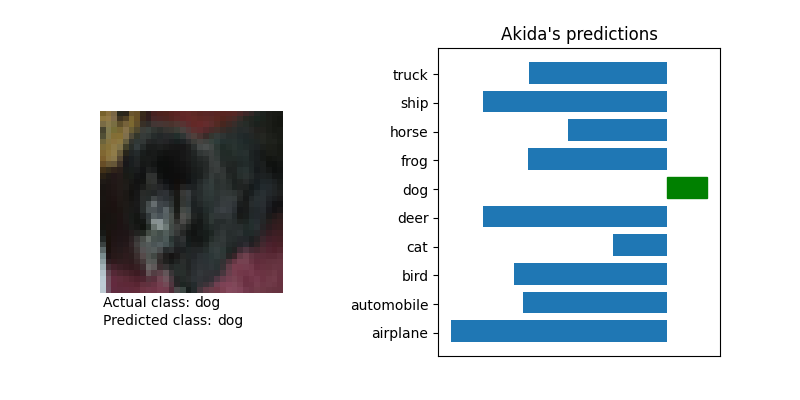 Akida's predictions
truck
ship
horse
frog
dog
deer
cat
bird
automobile
airplane
Actual class: dog
Predicted class: dog